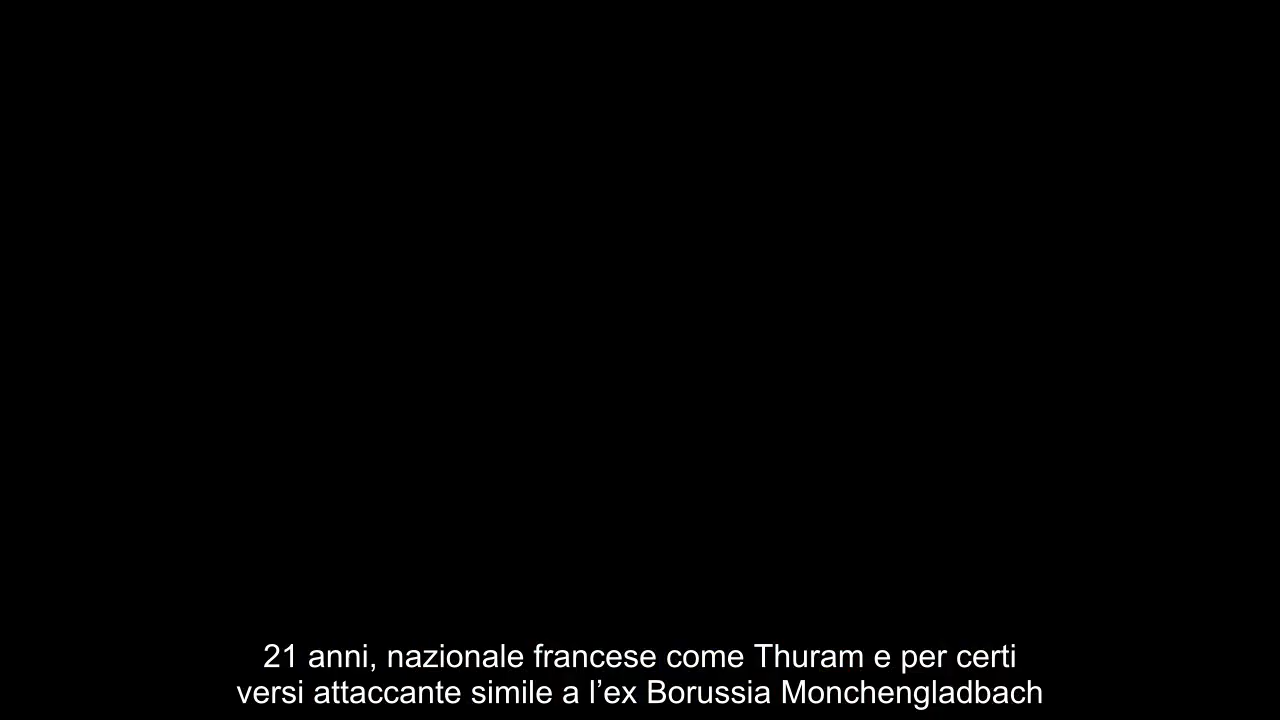 21 anni, nazionale francese come Thuram e per certi
versi attaccante simile a l’ex Borussia Monchengladbach